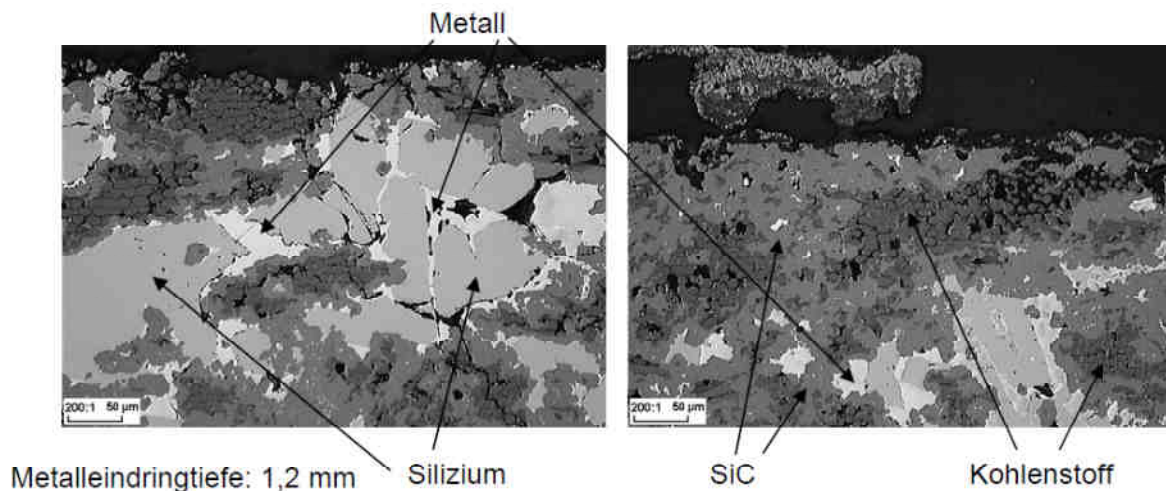 Metall
200:1 50 µm
200:1 50 µm
Metalleindringtiefe: 1,2 mm
Silizium
SiC
Kohlenstoff